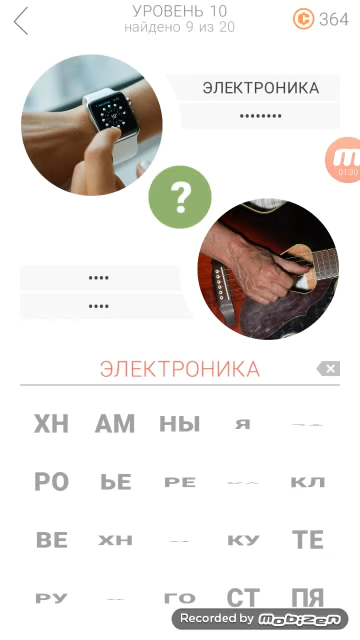 УРОВЕНЬ 10
найдено 9 из 20
364
ЭЛЕКТРОНИКА
••••••••
01:30
?
••••
••••
ЭЛЕКТРОНИКА
ХН АМ НЫ Я
РО ЬЕ РЕ КЛ
ВЕ ХН КУ ТЕ
РУ ГО СТ ПЯ
Recorded by mobizen